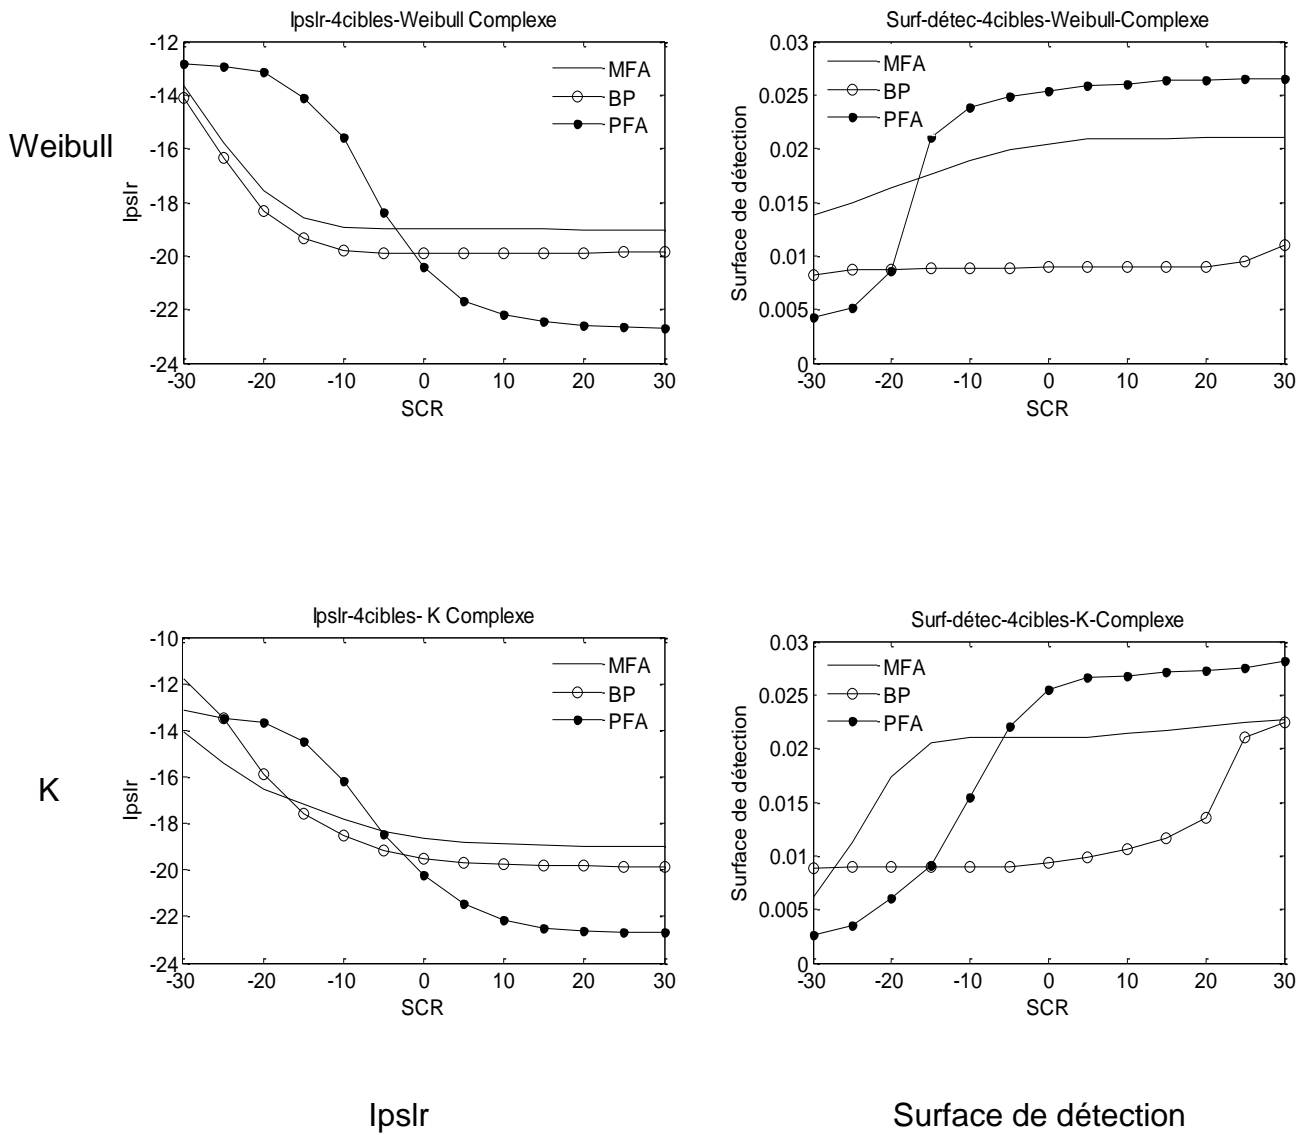 Ipslr-4cibles-Weibull Complexe
Surf-détec-4cibles-Weibull-Complexe
Weibull
Ipslr
-12
-14
-16
-18
-20
-22
-24
-30
-20
-10
0
10
20
30
SCR
MFA
BP
PFA
Surface de détection
0.03
0.025
0.02
0.015
0.01
0.005
0
-30
-20
-10
0
10
20
30
SCR
MFA
BP
PFA
Ipslr-4cibles- K Complexe
Surf-détec-4cibles-K-Complexe
K
Ipslr
-10
-12
-14
-16
-18
-20
-22
-24
-30
-20
-10
0
10
20
30
SCR
MFA
BP
PFA
Surface de détection
0.03
0.025
0.02
0.015
0.01
0.005
0
-30
-20
-10
0
10
20
30
SCR
MFA
BP
PFA
Ipslr
Surface de détection